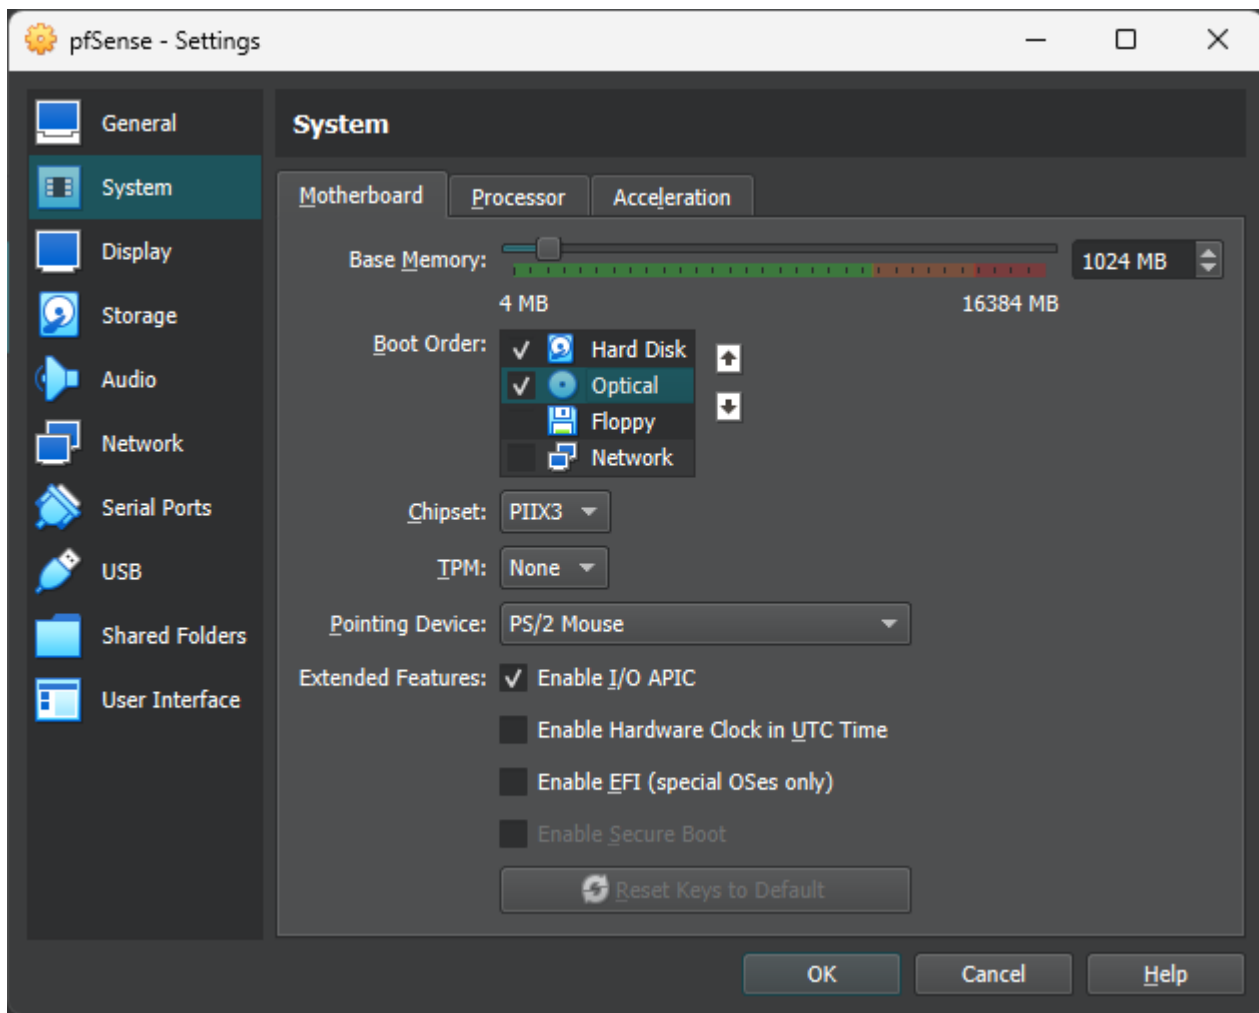 pfSense - Settings
General
System
Display
Storage
Audio
Network
Serial Ports
USB
Shared Folders
User Interface
System
Motherboard
Processor
Acceleration
Base Memory:
1024 MB
4 MB
16384 MB
Boot Order:
Hard Disk
Optical
Floppy
Network
Chipset:
PIIX3
TPM:
None
Pointing Device:
PS/2 Mouse
Extended Features:
Enable I/O APIC
Enable Hardware Clock in UTC Time
Enable EFI (special OSes only)
Enable Secure Boot
Reset Keys to Default
OK
Cancel
Help